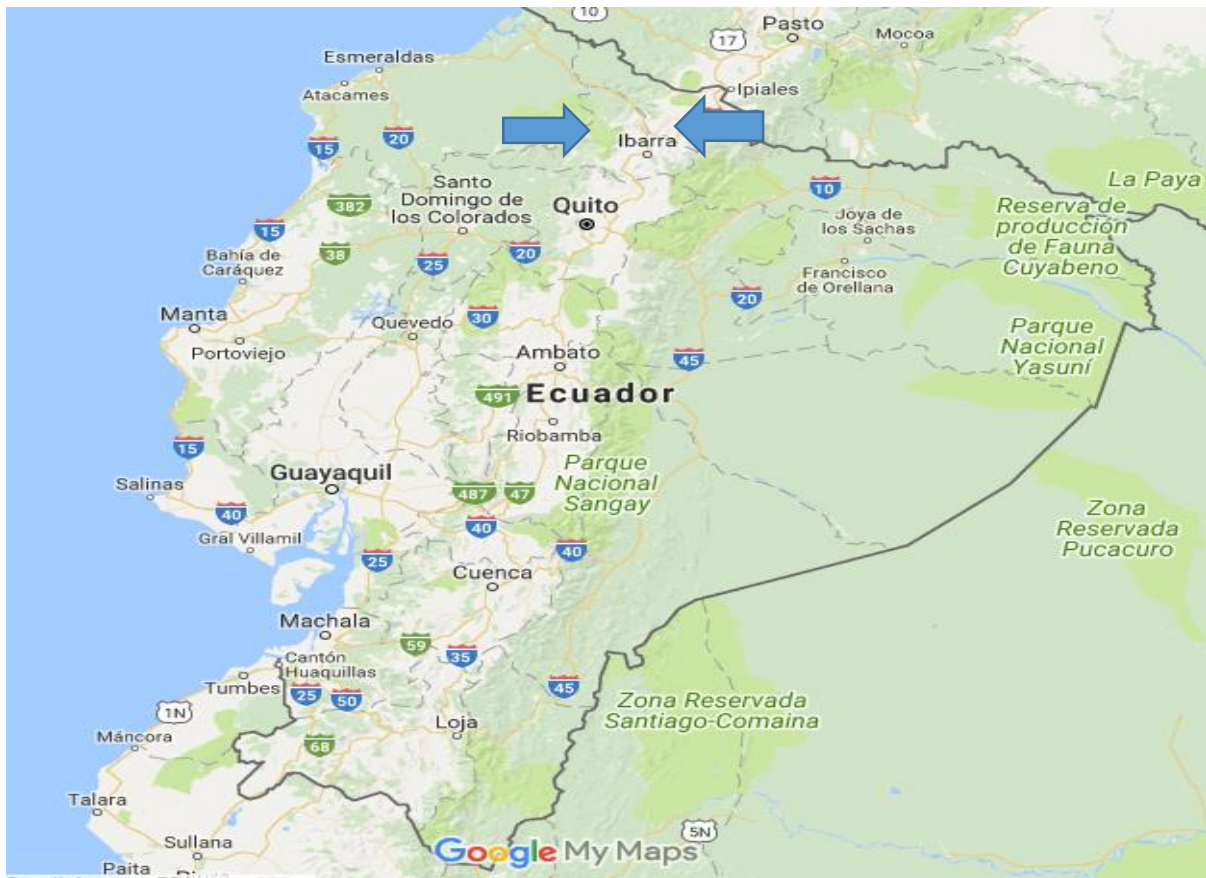 10
Pasto
17
Mocoa
Esmeraldas
Ipiales
Atacames
20
15
Ibarra
La Paya
10
Santo
Domingo de
los Colorados
382
Quito
Reserva de
producción
de Fauna
Cuyabeno
Joya de
los Sachas
15
38
20
25
Bahía de
Caráquez
Francisco
de Orellana
20
Manta
30
Quevedo
Parque
Nacional
Yasuní
Portoviejo
Ambato
45
491
Ecuador
15
Riobamba
Guayaquil
Parque
Nacional
Sangay
Salinas
487
47
40
40
Zona
Reservada
Pucacuro
Gral Villamil
25
40
Cuenca
Machala
59
35
Cantón
Huaquillas
Tumbes
25
50
45
1N
Zona Reservada
Santiago-Comaina
Loja
Máncora
68
Talara
5N
Sullana
Google My Maps
Paita